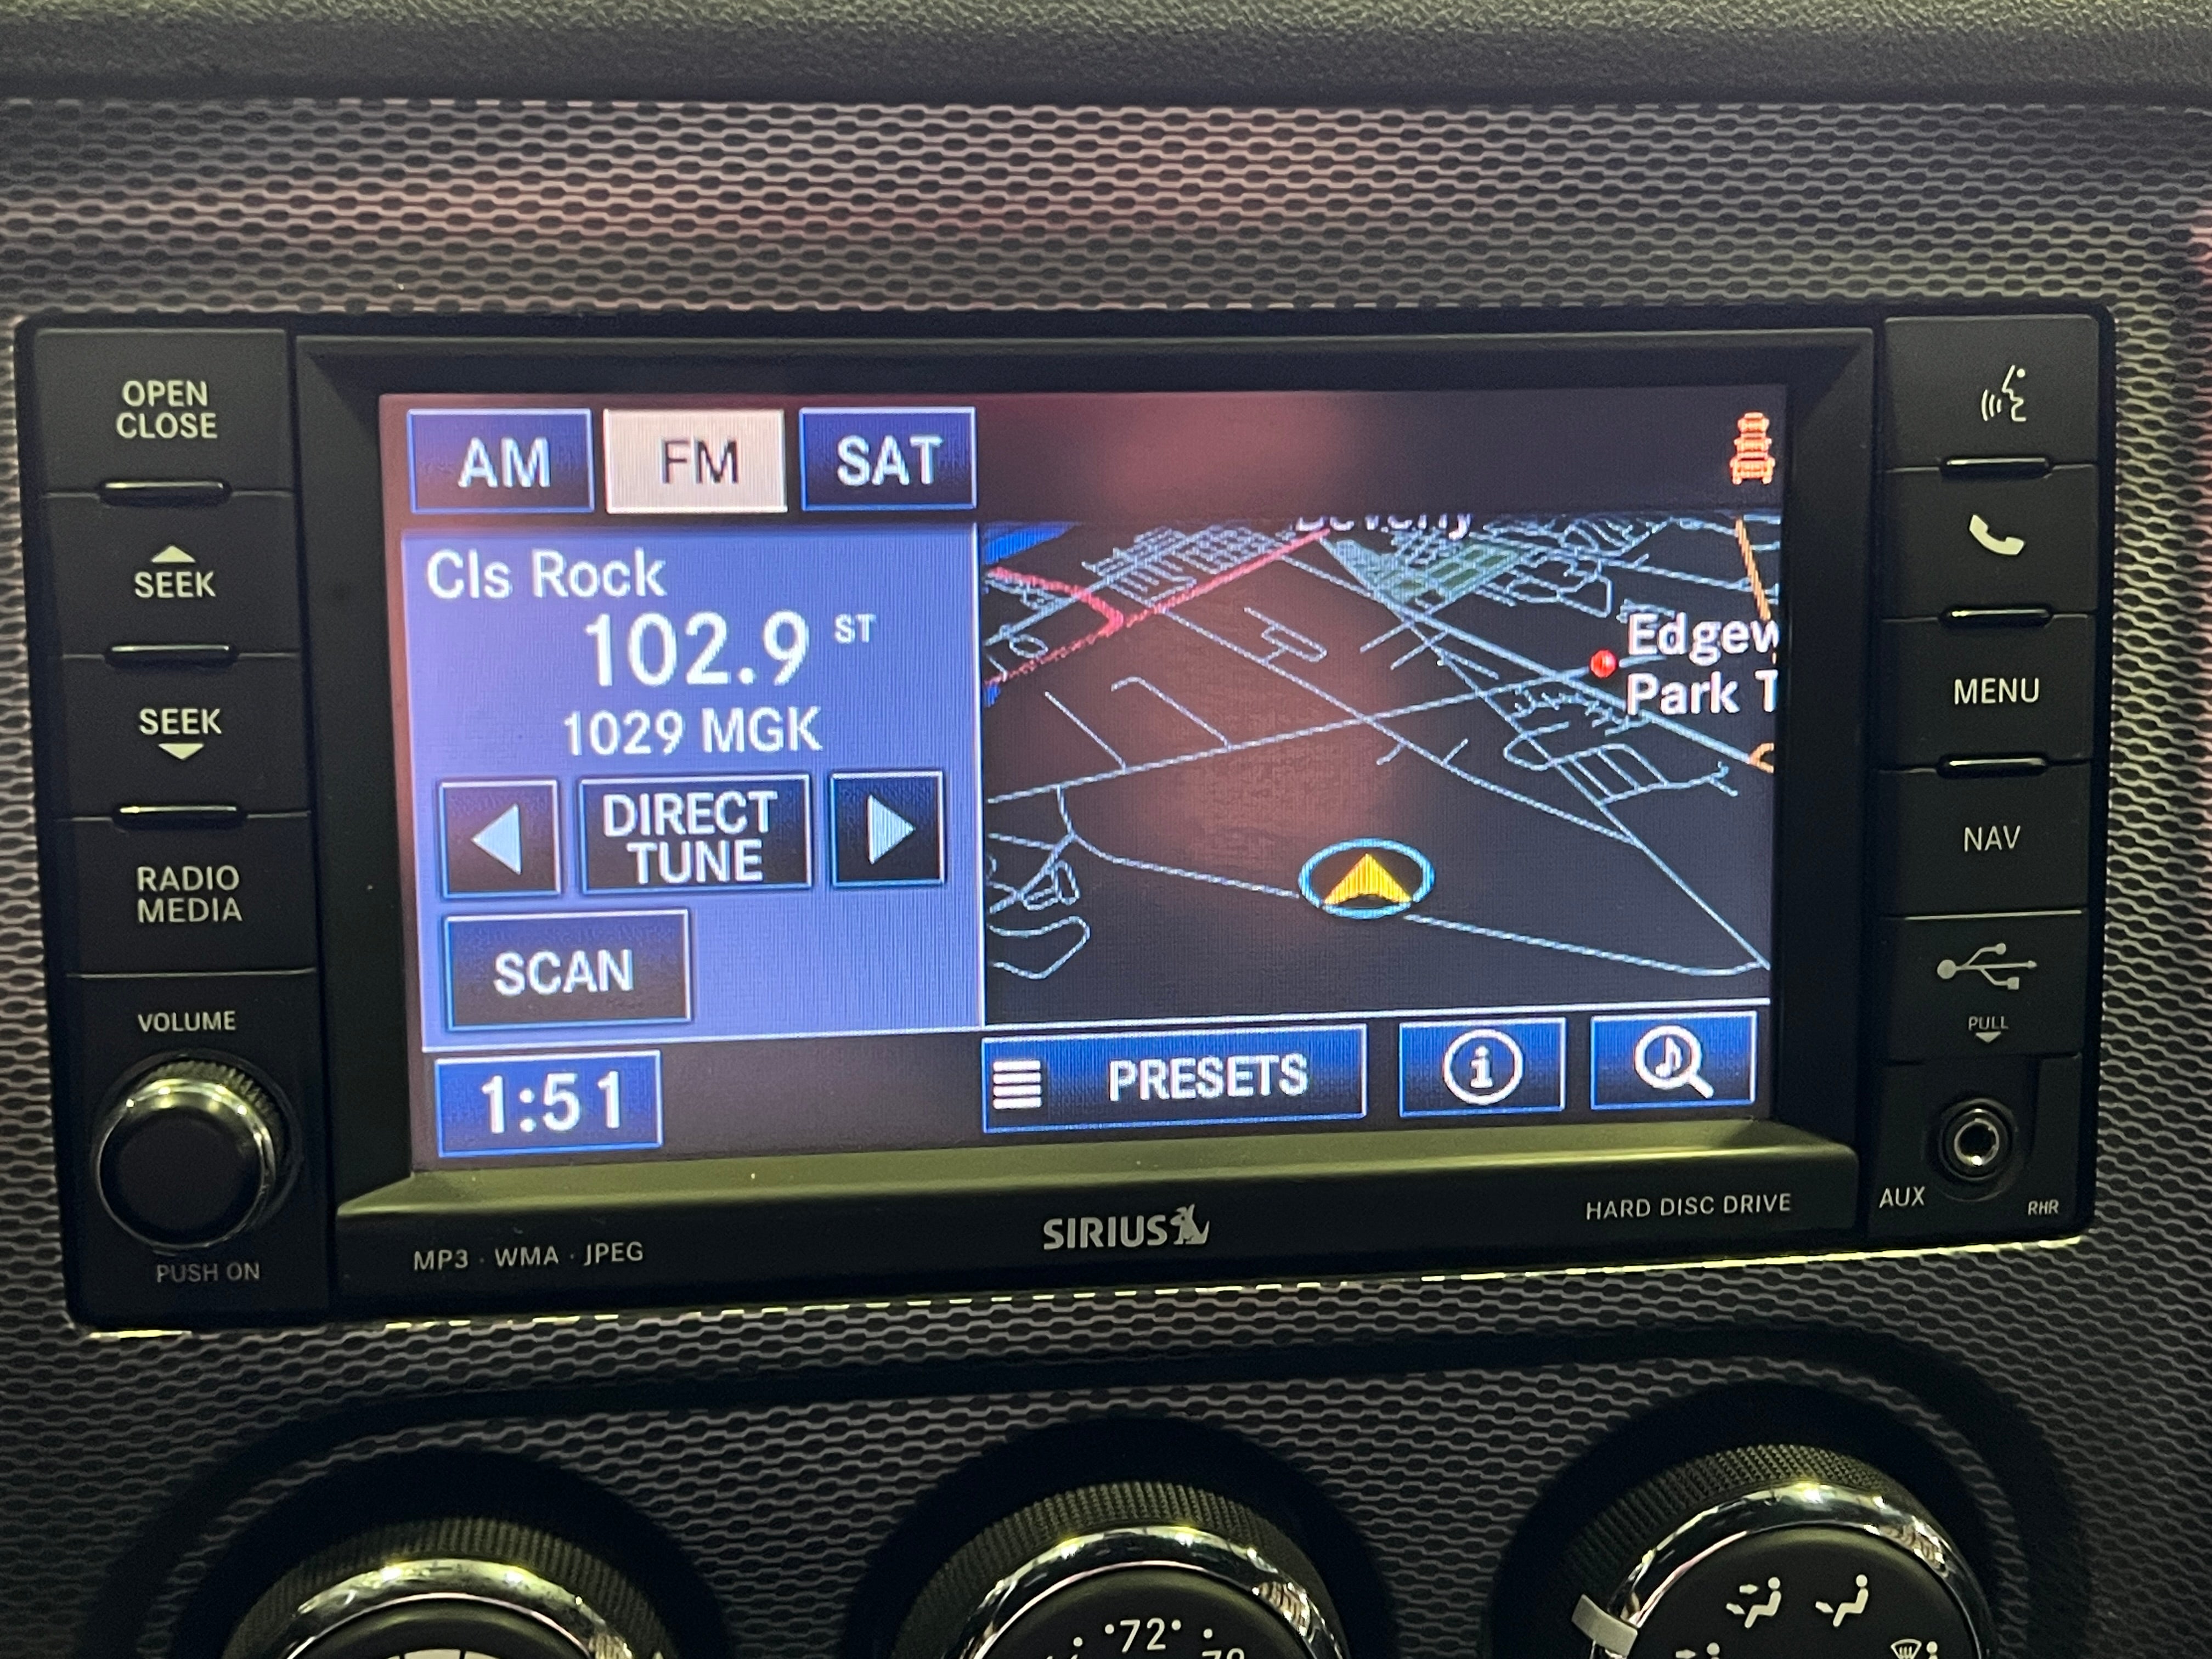 OPEN
CLOSE
SEEK
SEEK
RADIO
MEDIA
VOLUME
PUSH ON
AM FM SAT
Cls Rock
102.9 ST
1029 MGK
DIRECT
TUNE
SCAN
1:51
Edgew
Park T
PRESETS
i
MENU
NAV
PULL
AUX
RHR
MP3 · WMA · JPEG
SIRIUS
HARD DISC DRIVE
72